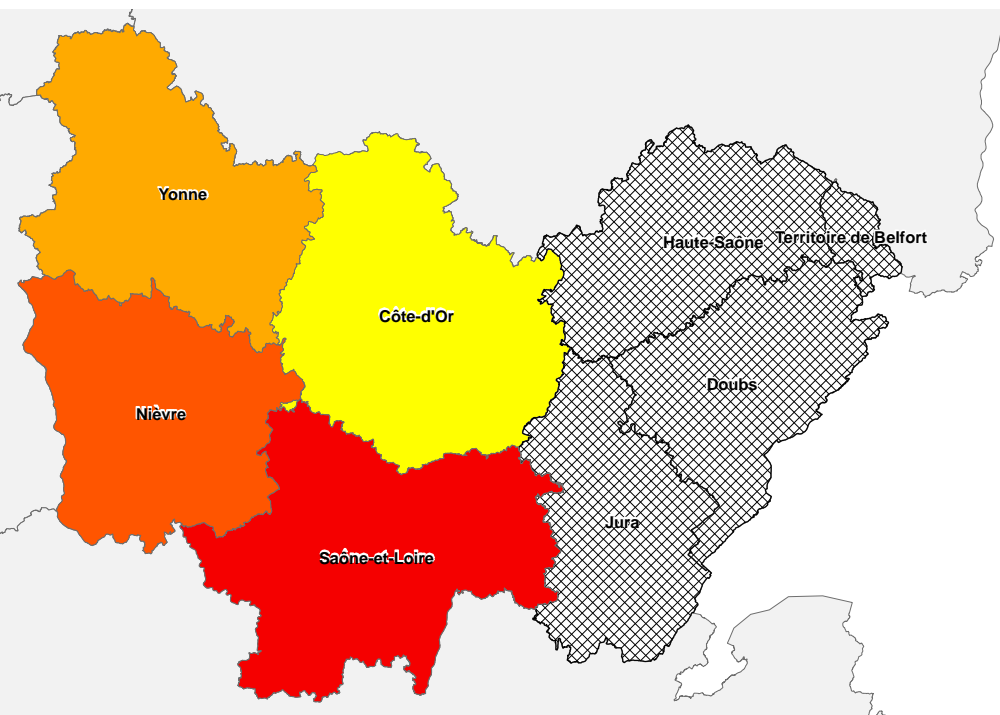 Yonne
Haute-Saône
Territoire de Belfort
Côte-d'Or
Doubs
Nièvre
Jura
Saône-et-Loire